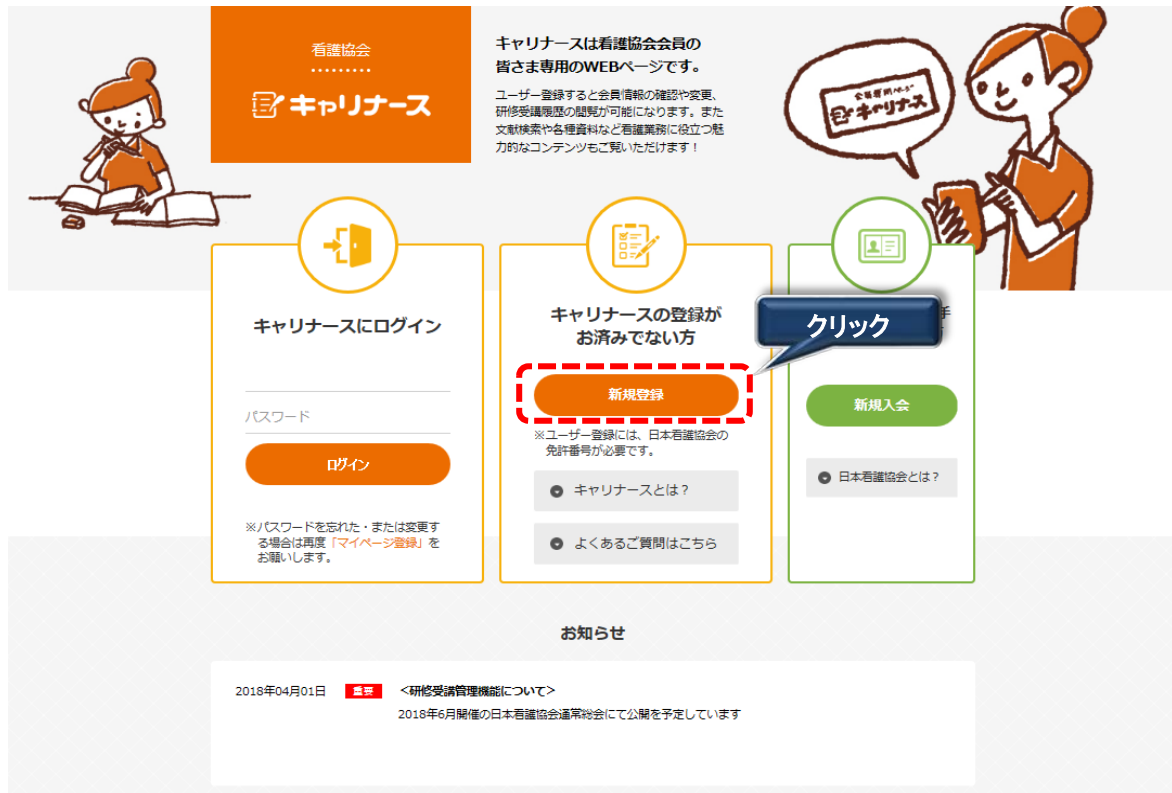 看護協会
キャリナース
キャリナースは看護協会会員の
皆さま専用のWEBページです。
ユーザー登録すると会員情報の確認や変更、
研修受講履歴の閲覧が可能になります。また
文献検索や各種資料など看護業務に役立つ魅
力的なコンテンツもご覧いただけます！
会員専用ページ
キャリナース
キャリナースにログイン
パスワード
ログイン
※パスワードを忘れた・または変更す
る場合は再度「マイページ登録」を
お願いします。
キャリナースの登録が
お済みでない方
新規登録
※ユーザー登録には、日本看護協会の
免許番号が必要です。
キャリナースとは？
よくあるご質問はこちら
クリック
手
新規入会
日本看護協会とは？
お知らせ
2018年04月01日 重要 <研修受講管理機能について>
2018年6月開催の日本看護協会通常総会にて公開を予定しています